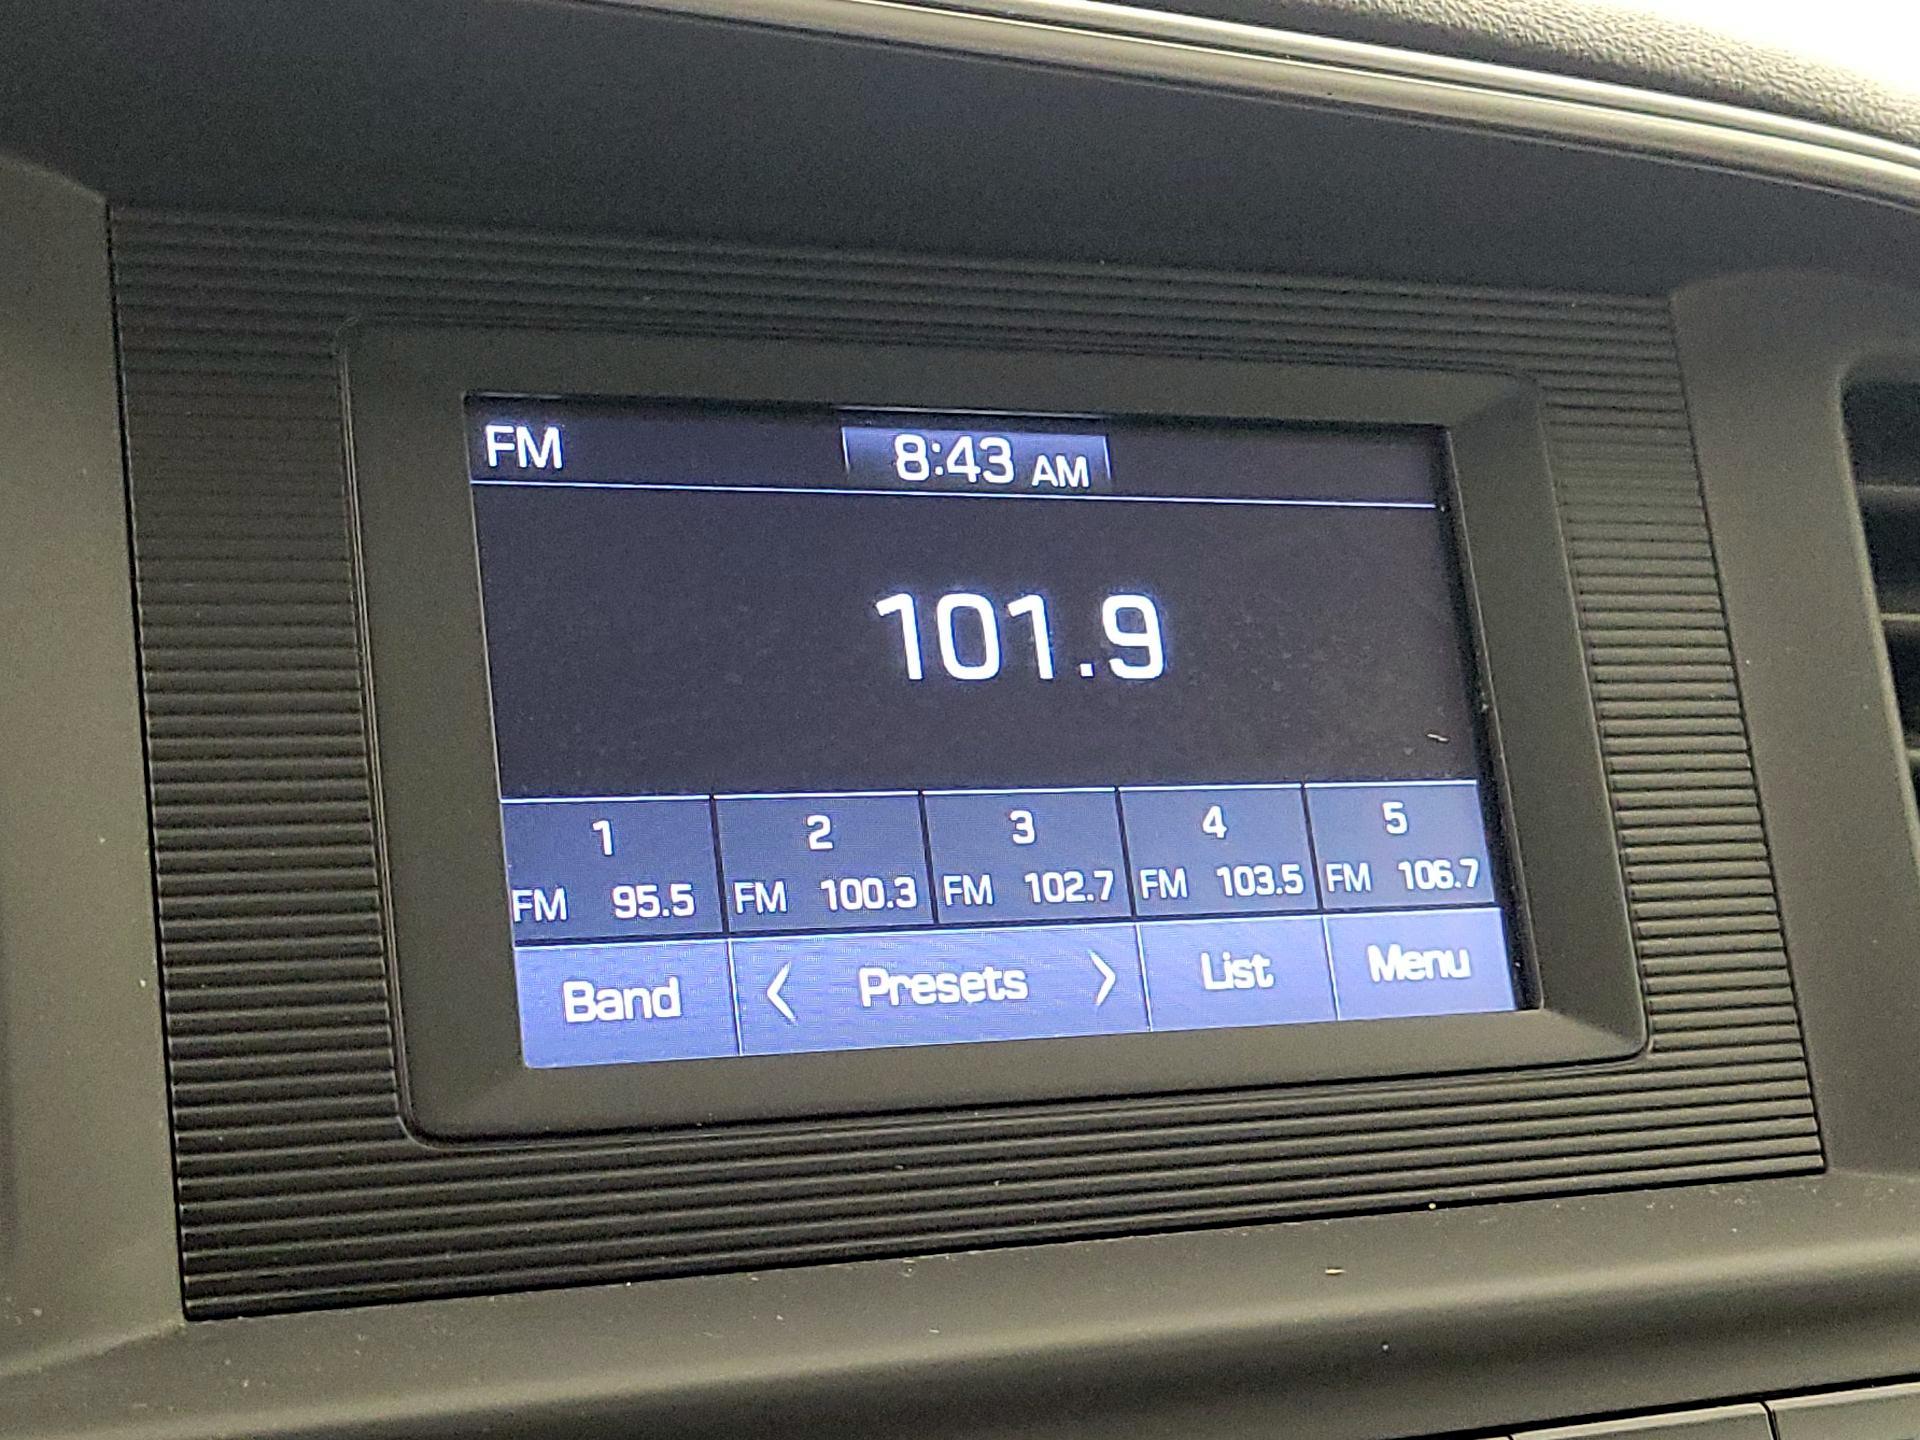 FM 8:43 AM
101.9
1 2 3 4 5
FM 95.5 FM 100.3 FM 102.7 FM 103.5 FM 106.7
Band < Presets > List Menu